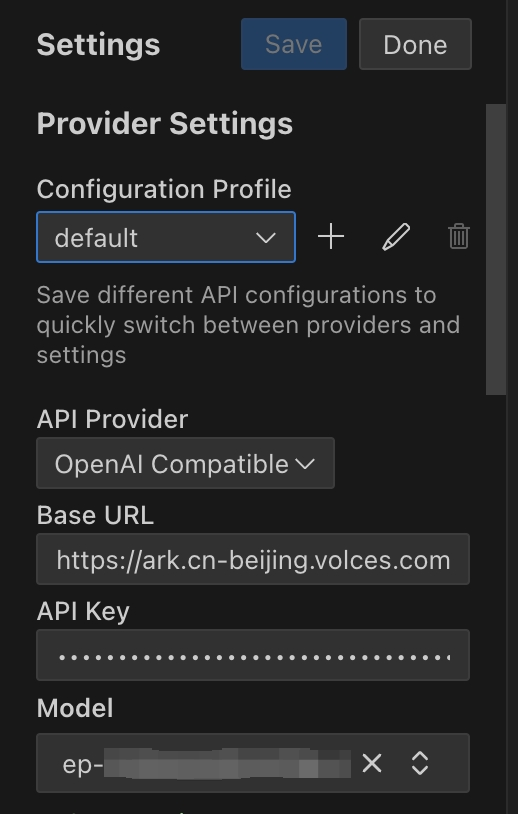 Settings
Save
Done
Provider Settings
Configuration Profile
default
Save different API configurations to
quickly switch between providers and
settings
API Provider
OpenAI Compatible
Base URL
https://ark.cn-beijing.volces.com
API Key
Model
ep-